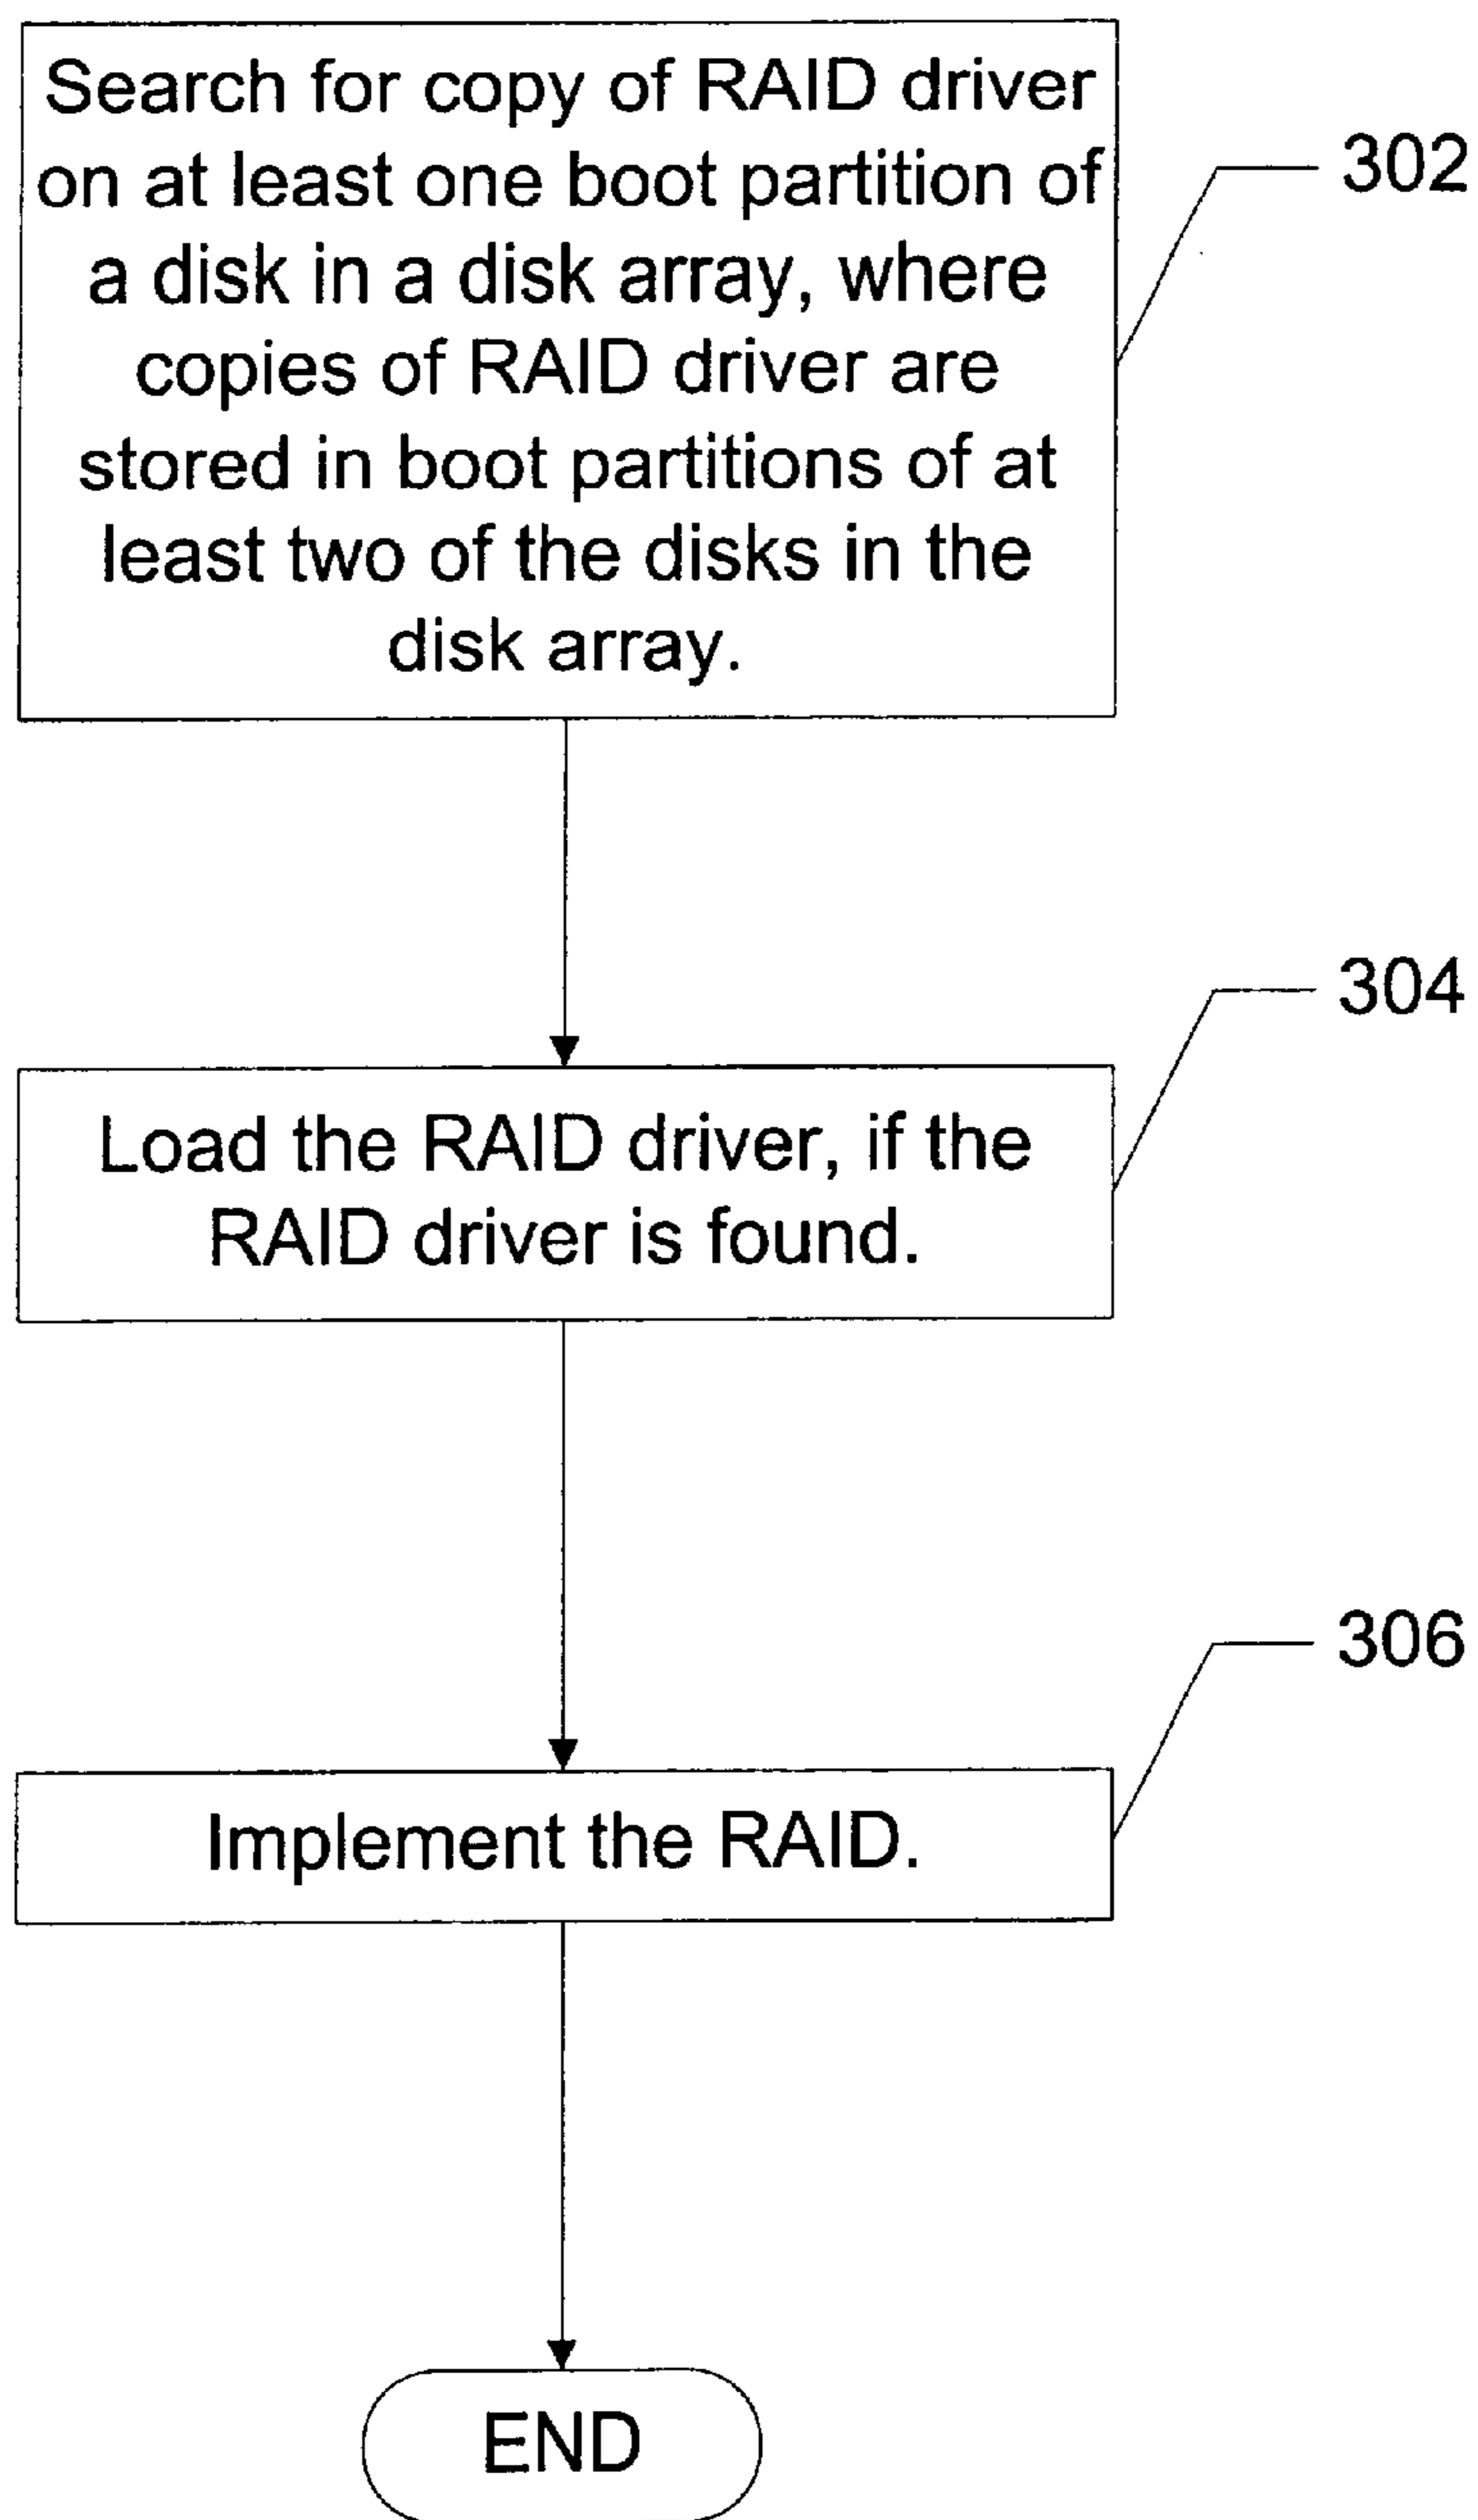 Search for copy of RAID driver
on at least one boot partition of
a disk in a disk array, where
copies of RAID driver are
stored in boot partitions of at
least two of the disks in the
disk array.
302
304
Load the RAID driver, if the
RAID driver is found.
306
Implement the RAID.
END